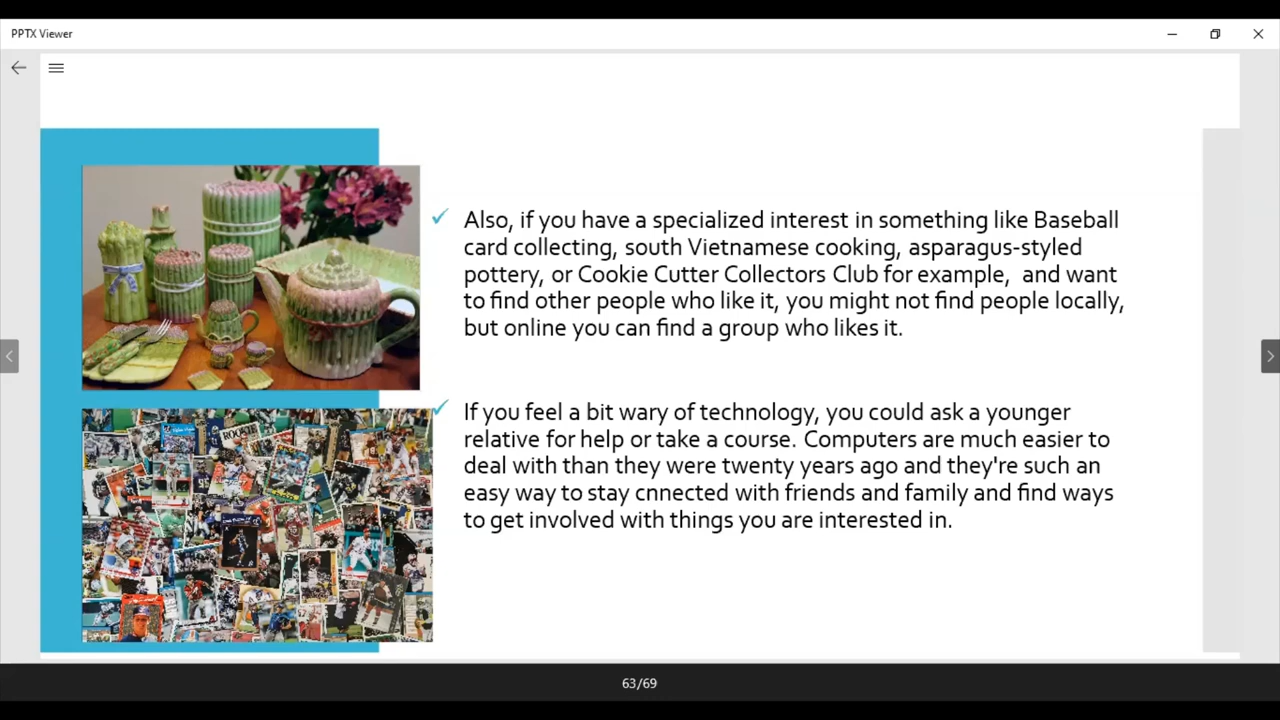 PPTX Viewer
Also, if you have a specialized interest in something like Baseball
card collecting, south Vietnamese cooking, asparagus-styled
pottery, or Cookie Cutter Collectors Club for example,  and want
to find other people who like it, you might not find people locally,
but online you can find a group who likes it.
ROOKIE
If you feel a bit wary of technology, you could ask a younger
relative for help or take a course. Computers are much easier to
deal with than they were twenty years ago and they're such an
easy way to stay cnnected with friends and family and find ways
to get involved with things you are interested in.
63/69